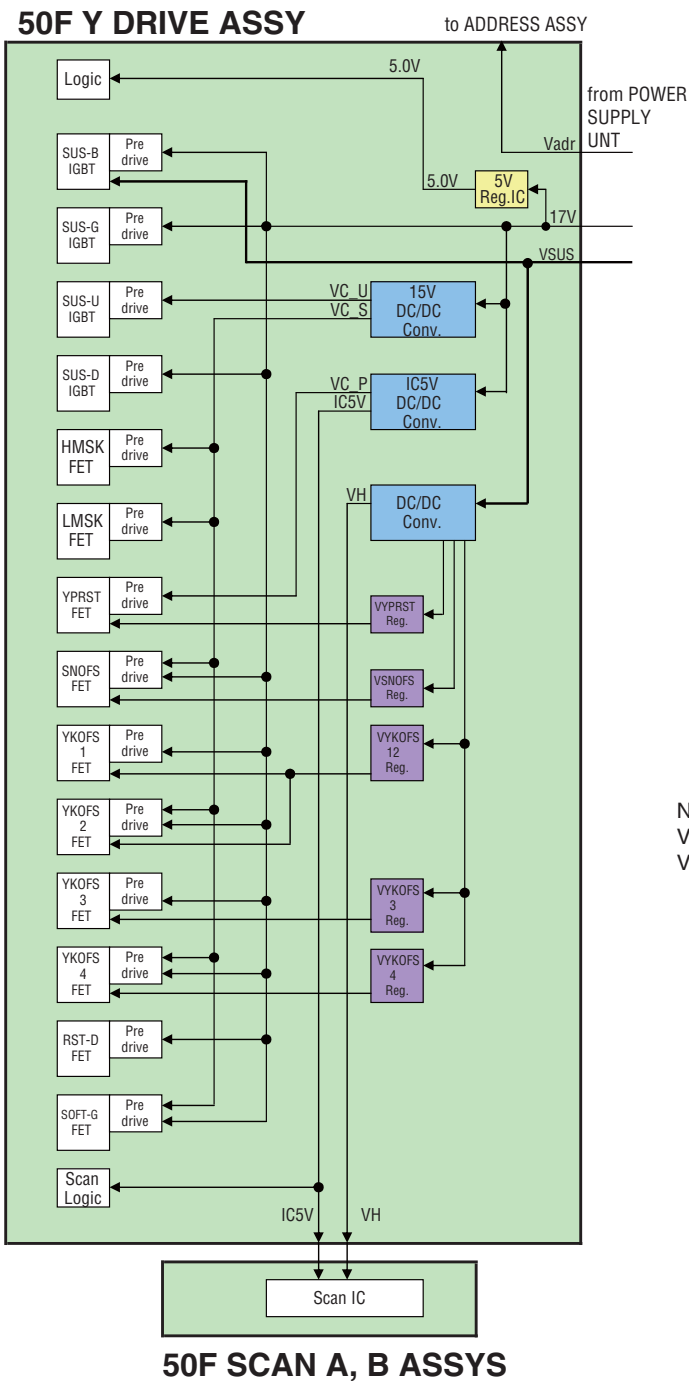 50F Y DRIVE ASSY
to ADDRESS ASSY
from POWER
SUPPLY
UNT
Logic
5.0V
Vadr
SUS-B
IGBT
Pre
drive
5.0V
5V
Reg.IC
17V
SUS-G
IGBT
Pre
drive
VSUS
SUS-U
IGBT
Pre
drive
VC_U
VC_S
15V
DC/DC
Conv.
SUS-D
IGBT
Pre
drive
VC_P
IC5V
IC5V
DC/DC
Conv.
HMSK
FET
Pre
drive
VH
DC/DC
Conv.
LMSK
FET
Pre
drive
YPRST
FET
Pre
drive
VYPRST
Reg.
SNOFS
FET
Pre
drive
VSNOFS
Reg.
YKOFS
1
FET
Pre
drive
VYKOFS
12
Reg.
YKOFS
2
FET
Pre
drive
N
V
V
YKOFS
3
FET
Pre
drive
VYKOFS
3
Reg.
YKOFS
4
FET
Pre
drive
VYKOFS
4
Reg.
RST-D
FET
Pre
drive
SOFT-G
FET
Pre
drive
Scan
Logic
IC5V
VH
Scan IC
50F SCAN A, B ASSYS